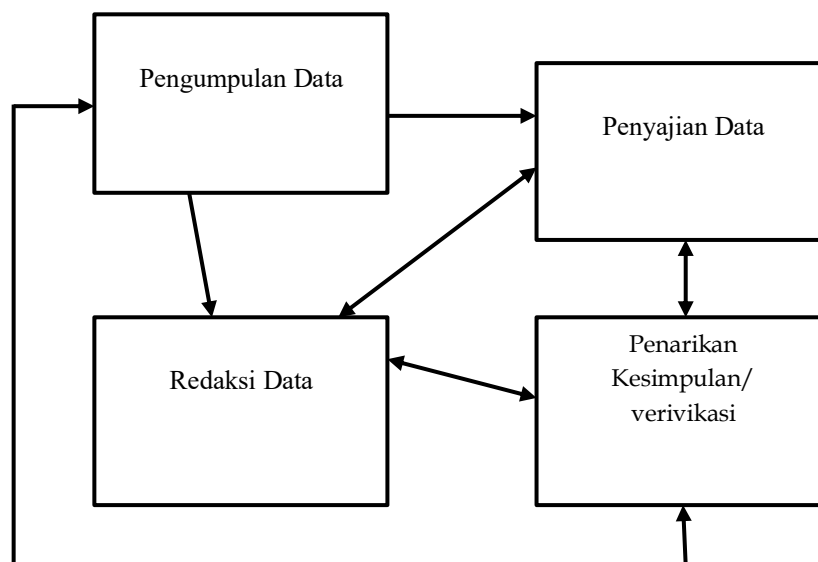 Pengumpulan Data
Penyajian Data
Redaksi Data
Penarikan
Kesimpulan/
verivikasi